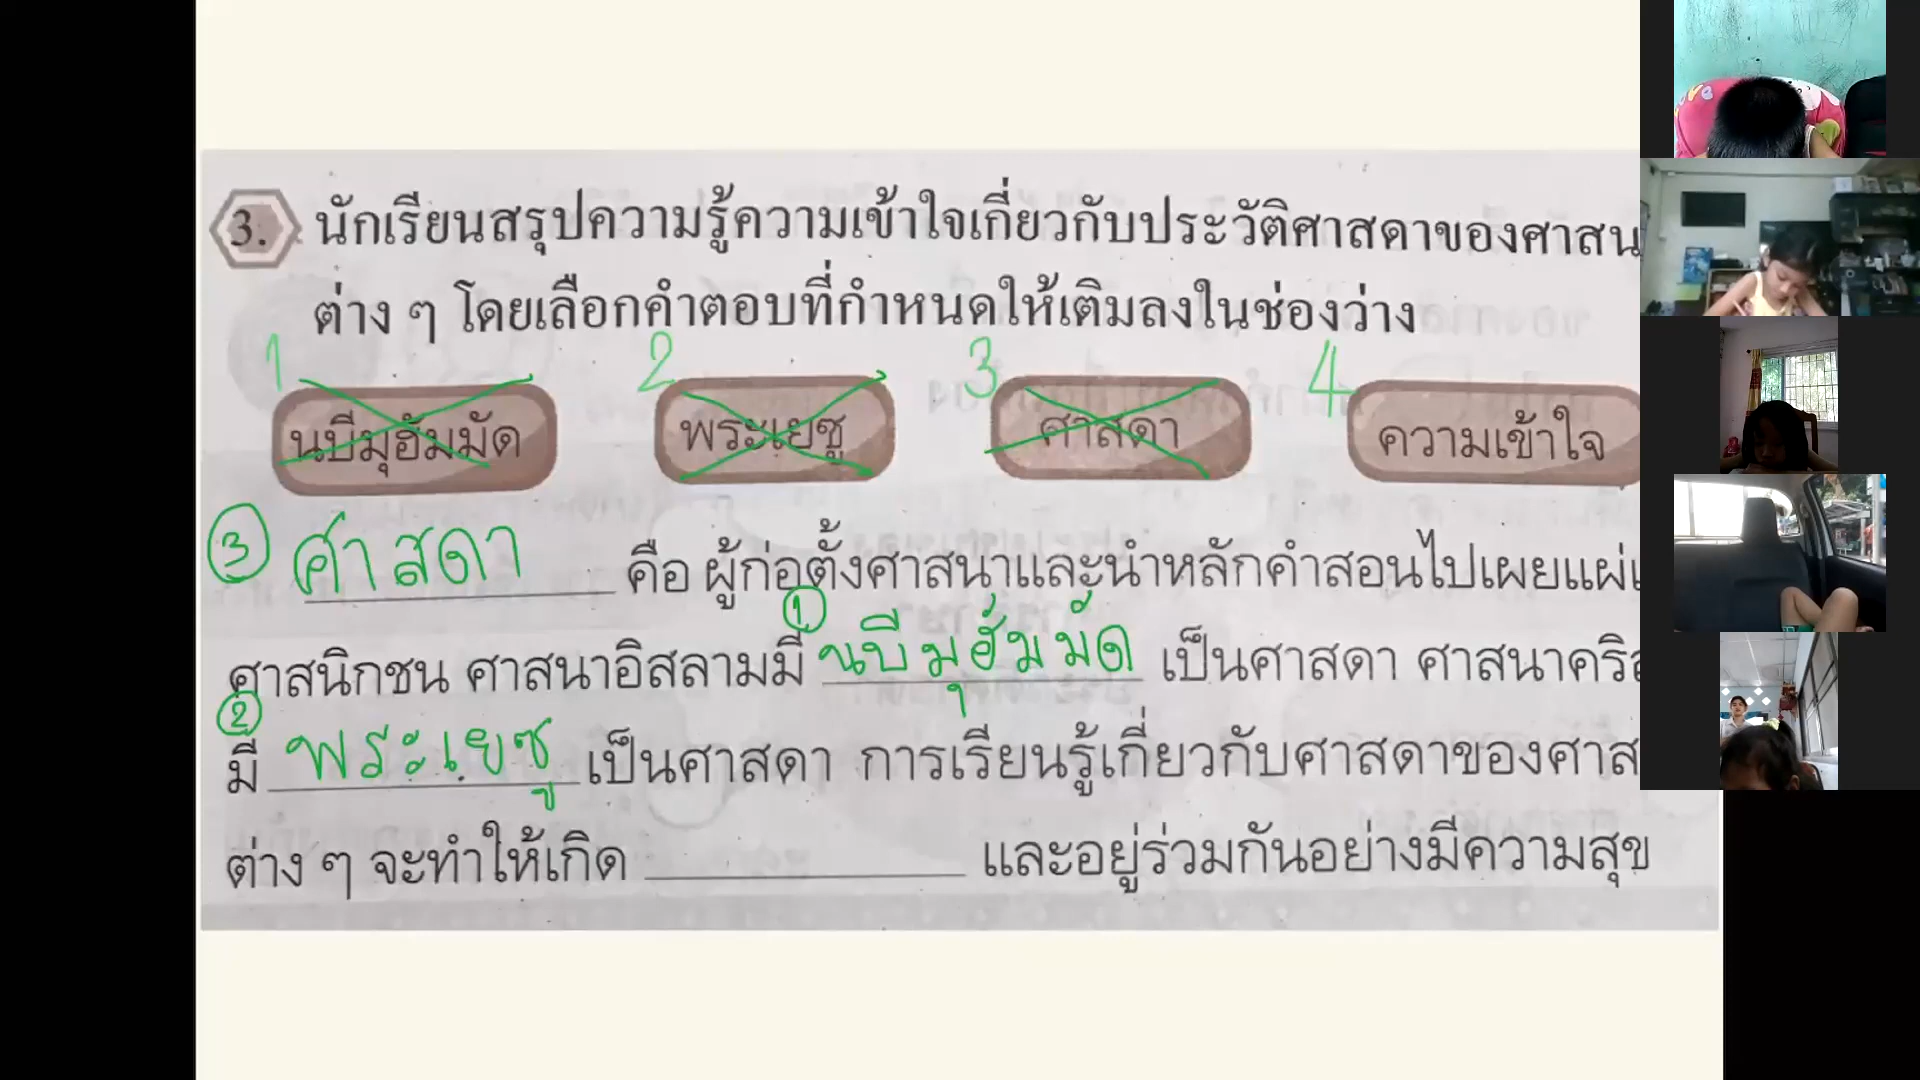 3. นักเรียนสรุปความรู้ความเข้าใจเกี่ยวกับประวัติศาสดาของศาสน
ต่าง ๆ โดยเลือกคำตอบที่กำหนดให้เติมลงในช่องว่าง
1 2 3 4
นบีมุฮัมมัด พระเยซู ศาสดา ความเข้าใจ
3 ศาสดา คือ ผู้ก่อตั้งศาสนาและนำหลักคำสอนไปเผยแผ่
1
ศาสนิกชน ศาสนาอิสลามมี นบีมุฮัมมัด เป็นศาสดา ศาสนาคริ
2
มี พระเยซู เป็นศาสดา การเรียนรู้เกี่ยวกับศาสดาของศาส
ต่าง ๆ จะทำให้เกิด และอยู่ร่วมกันอย่างมีความสุข